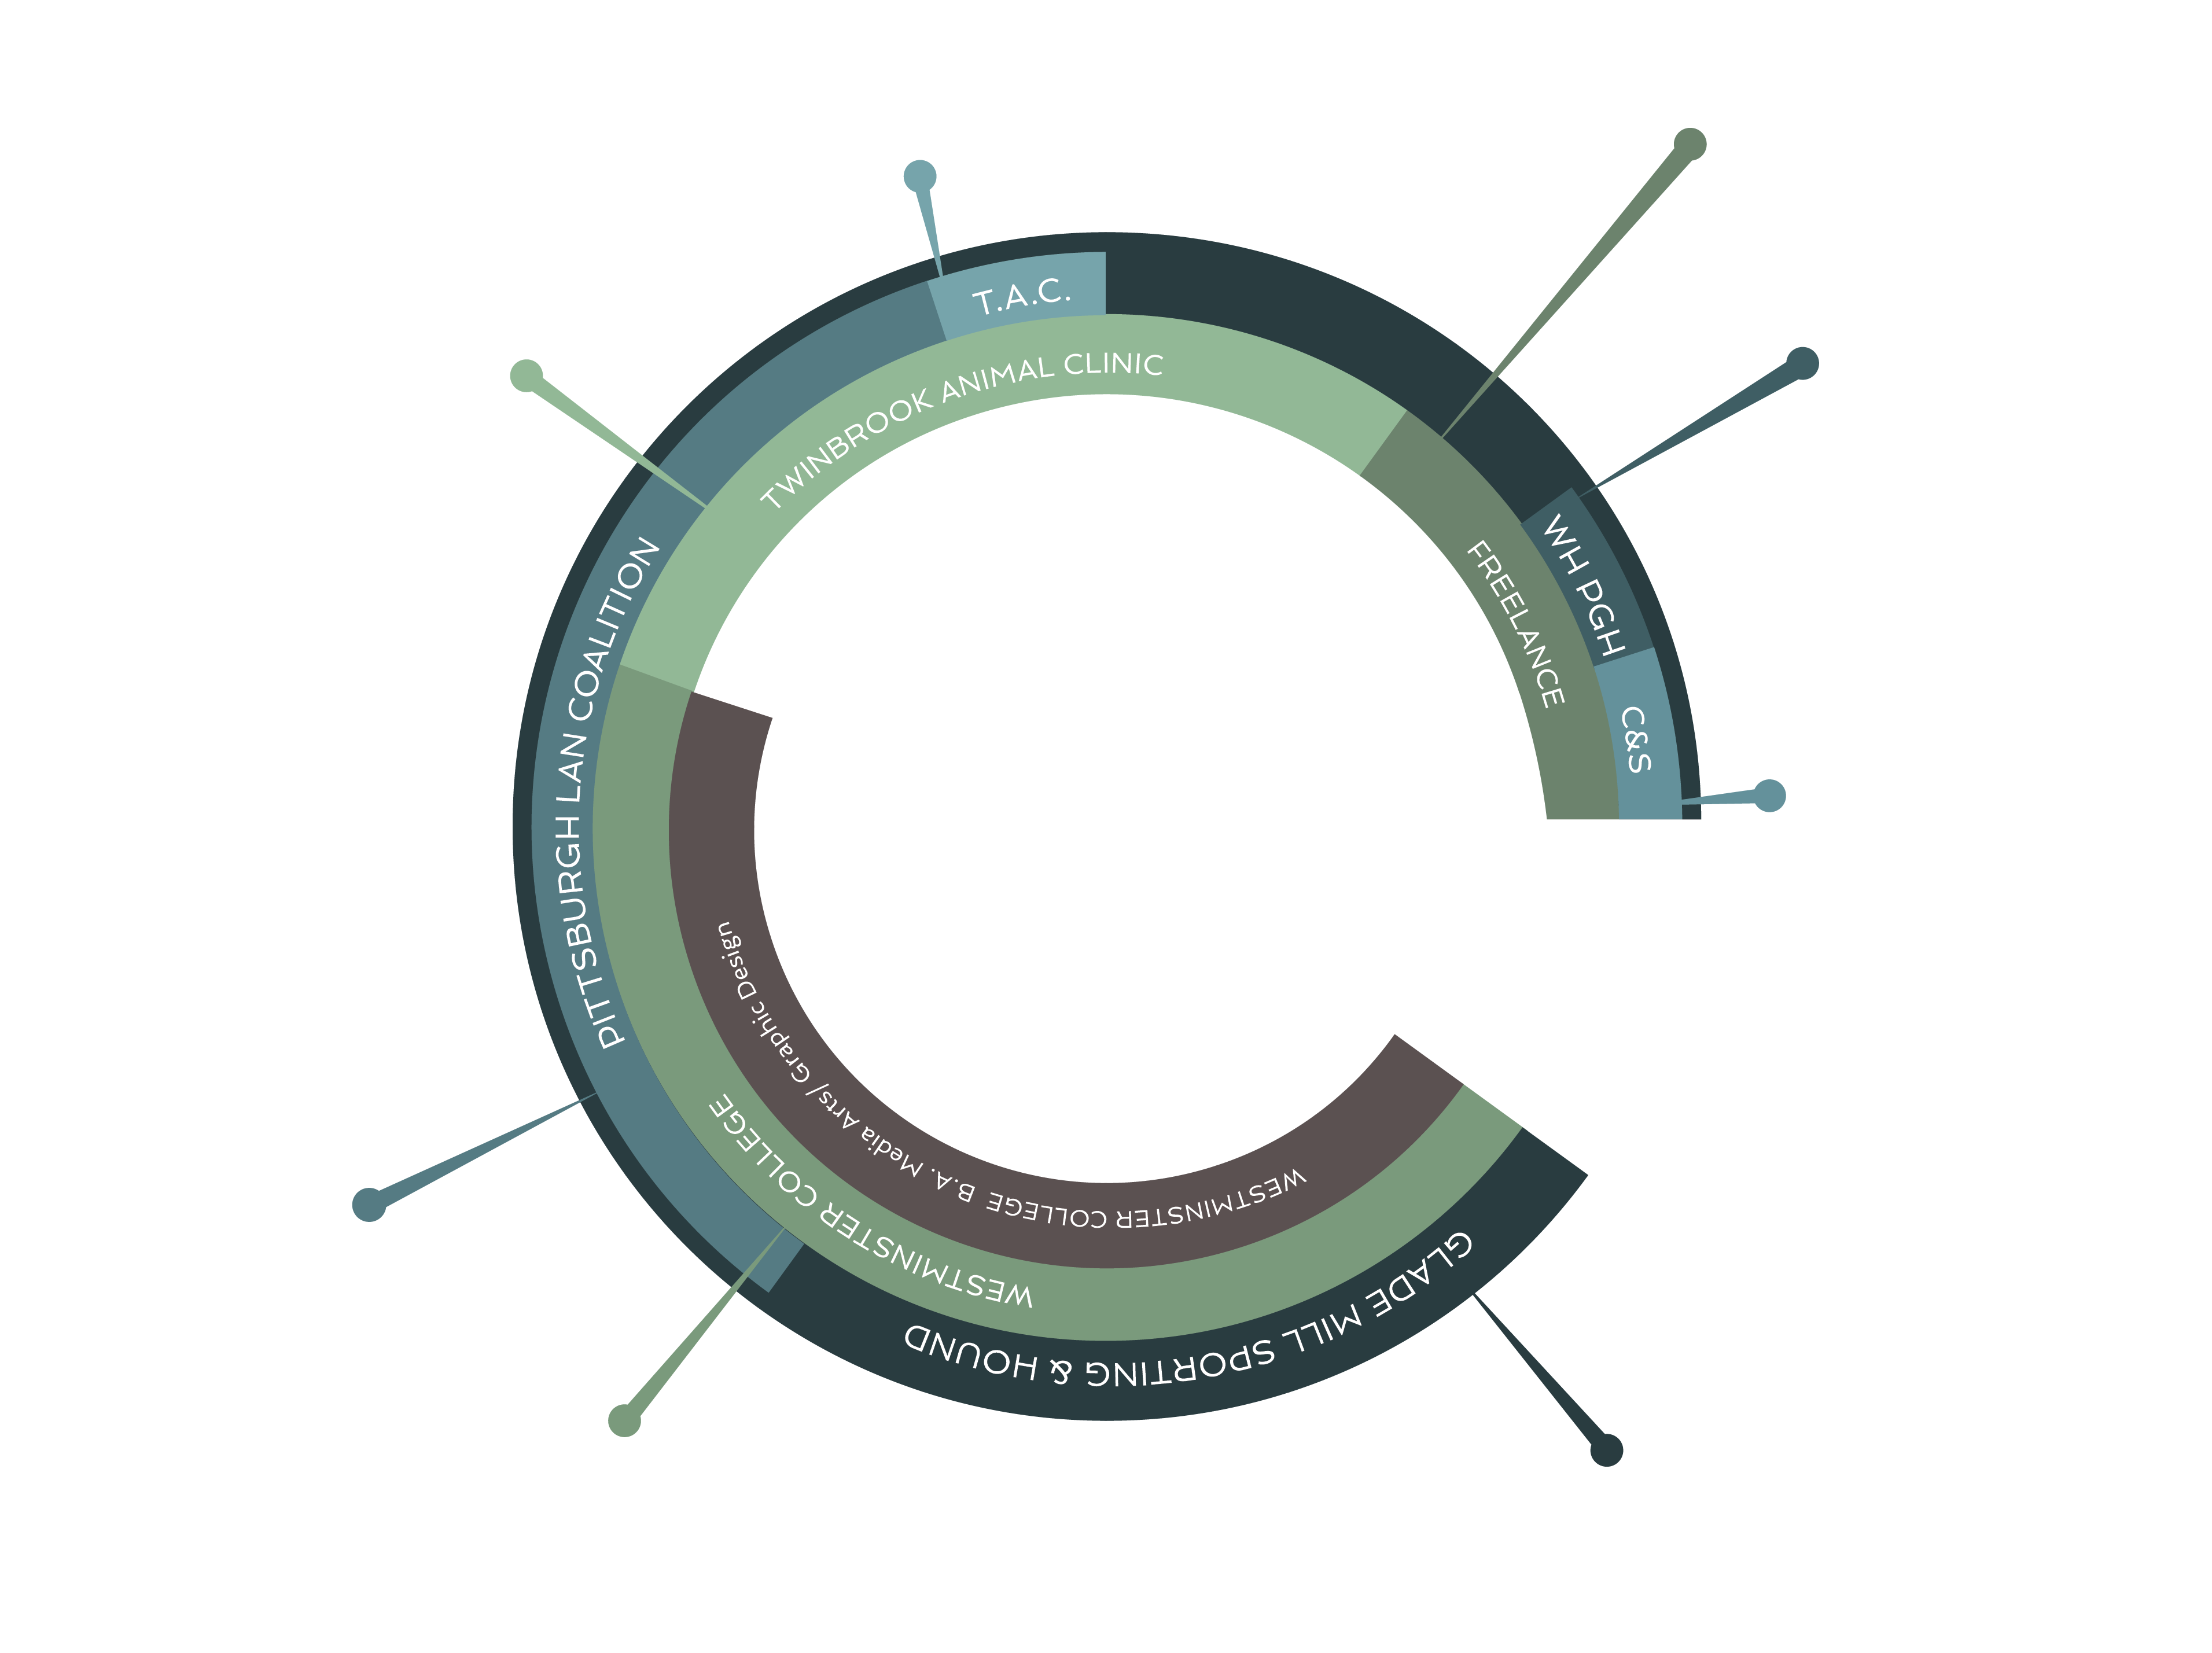 T.A.C.
TWINBROOK ANIMAL CLINIC
FREELANCE
WH PGH
C&S
PITTSBURGH LAN COALITION
WESTMINSTER COLLEGE
WESTMINSTER COLLEGE B.A. Media Arts/ Graphic Design
GLADE MILL SPORTING & HOUND